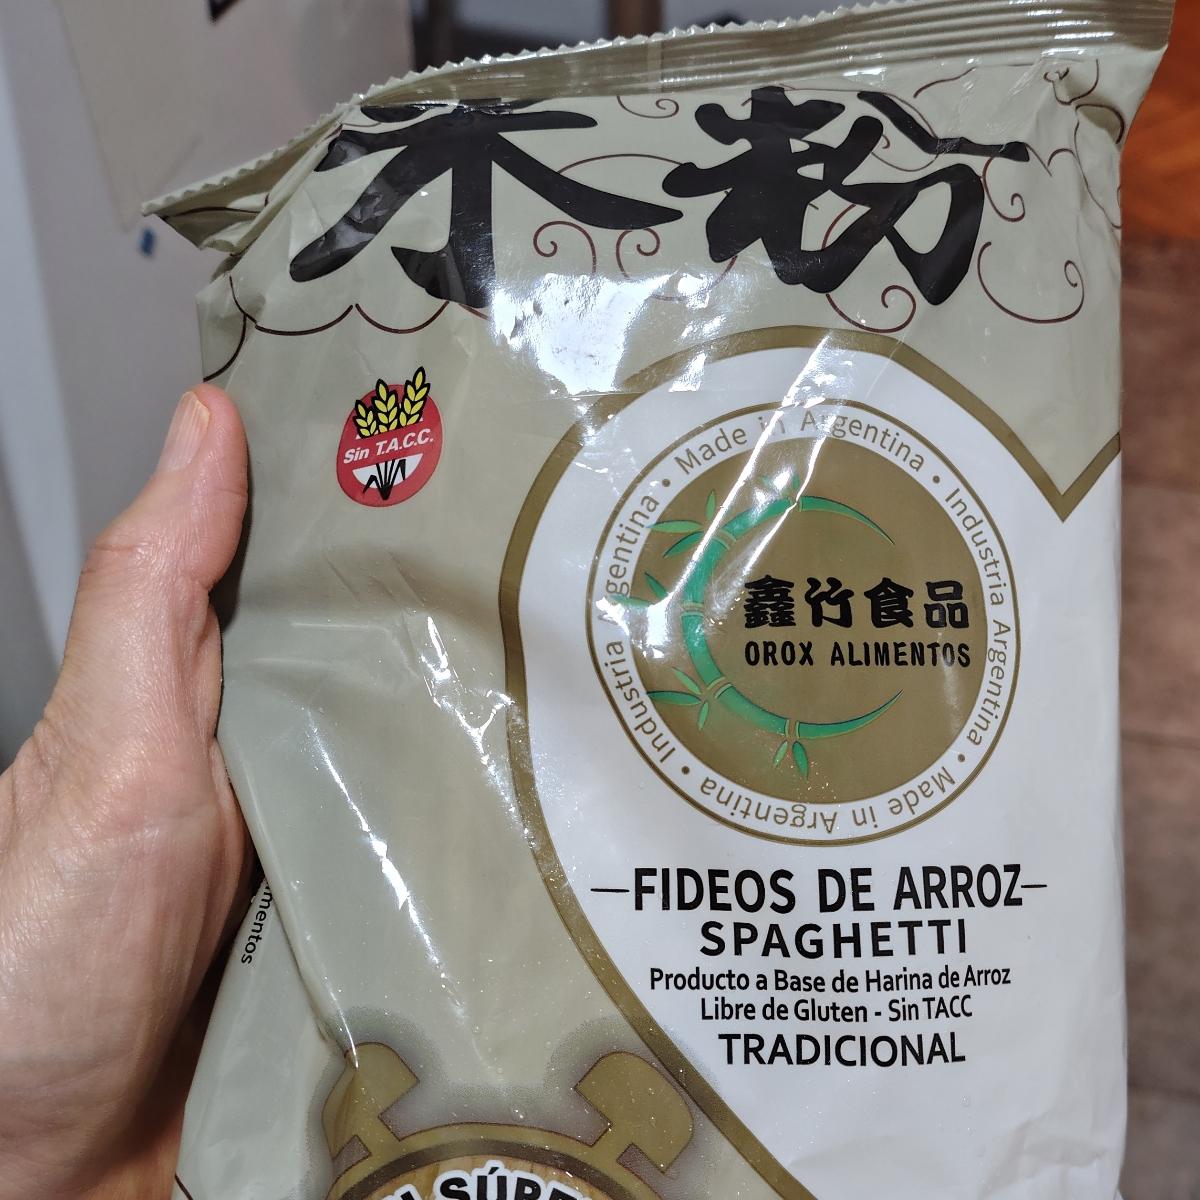 米粉
Sin T.A.C.C.
Made in Argentina • Industria Argentina • Made in Argentina • Industria Argentina •
鑫竹食品
OROX ALIMENTOS
FIDEOS DE ARROZ
SPAGHETTI
Producto a Base de Harina de Arroz
Libre de Gluten - Sin TACC
TRADICIONAL